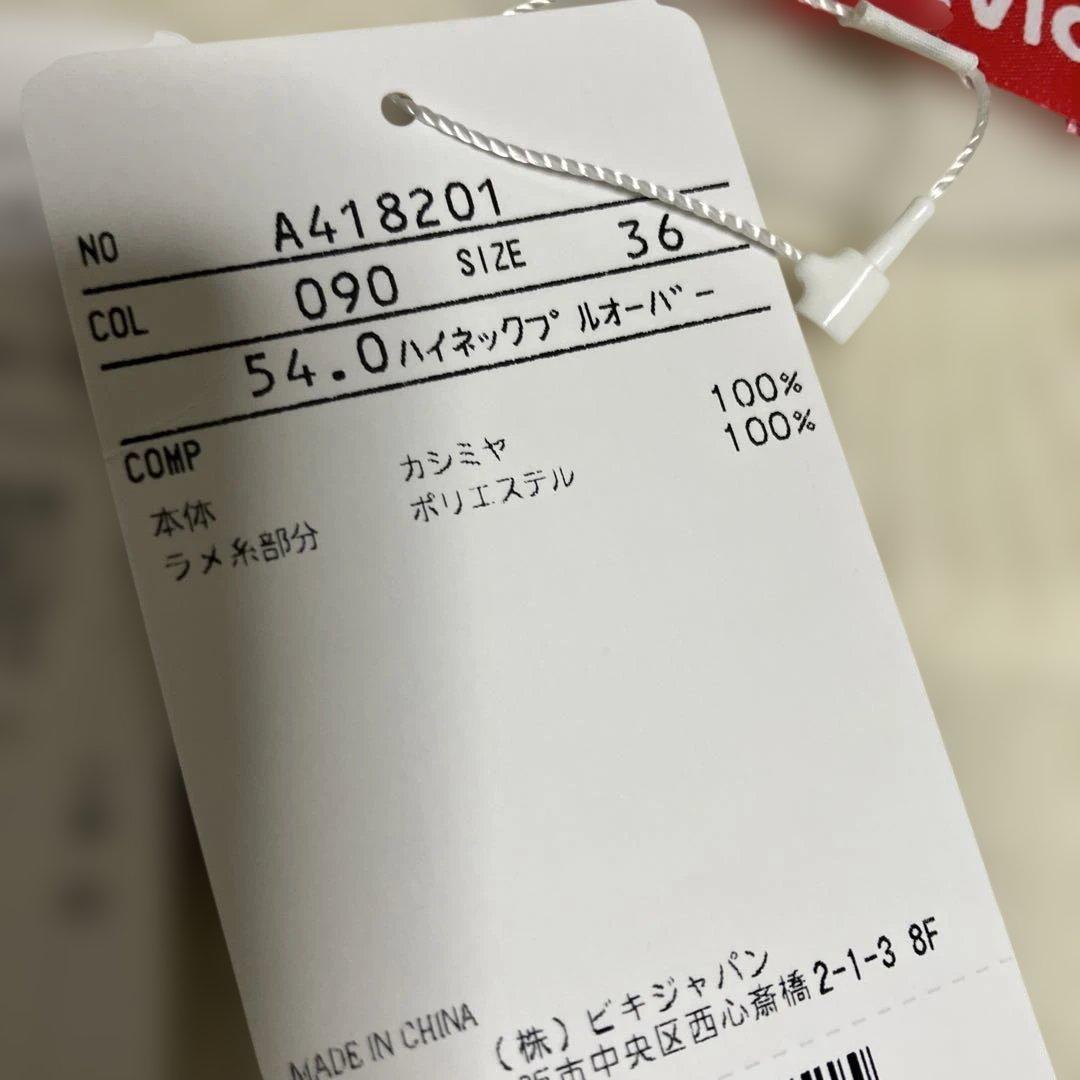 NO A418201
COL 090 SIZE 36
54.0ハイネックプルオーバー
COMP
本体 カシミヤ 100%
ラメ糸部分 ポリエステル 100%
MADE IN CHINA
(株)ビキジャパン
阪市中央区西心斎橋2-1-3 8F